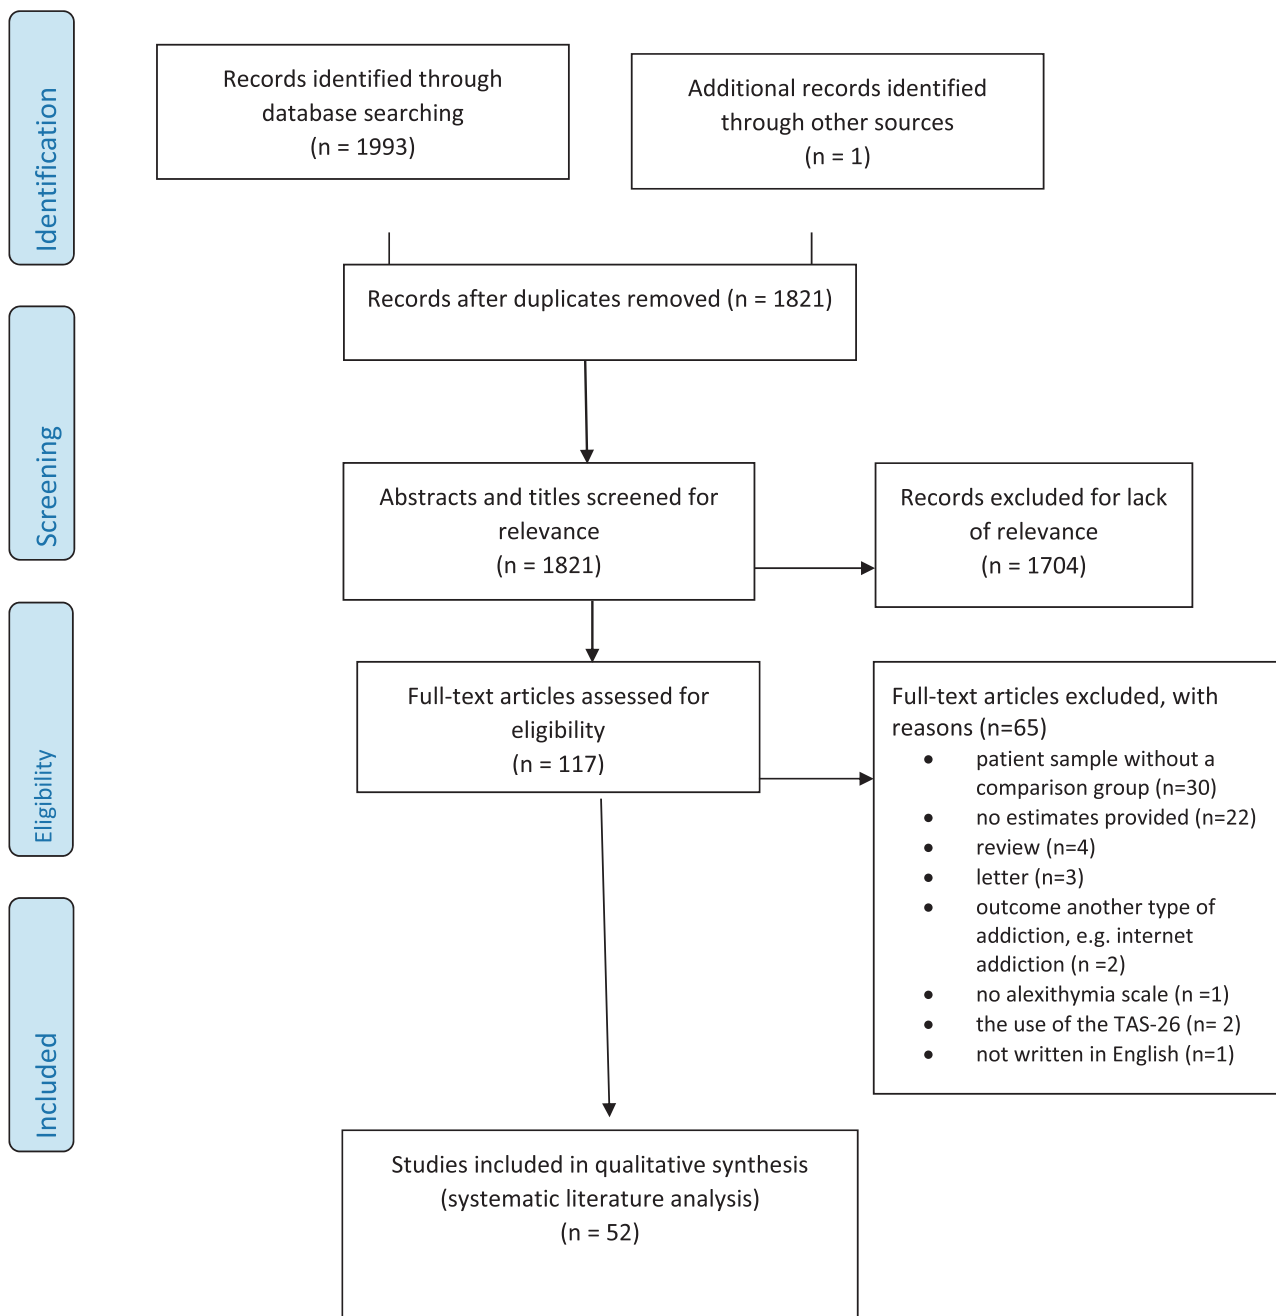 Identification
Records identified through
database searching
(n = 1993)
Additional records identified
through other sources
(n = 1)
Records after duplicates removed (n = 1821)
Screening
Abstracts and titles screened for
relevance
(n = 1821)
Records excluded for lack
of relevance
(n = 1704)
Eligibility
Full-text articles assessed for
eligibility
(n = 117)
Full-text articles excluded, with
reasons (n=65)
• patient sample without a
comparison group (n=30)
• no estimates provided (n=22)
• review (n=4)
• letter (n=3)
• outcome another type of
addiction, e.g. internet
addiction (n =2)
• no alexithymia scale (n =1)
• the use of the TAS-26 (n= 2)
• not written in English (n=1)
Included
Studies included in qualitative synthesis
(systematic literature analysis)
(n = 52)